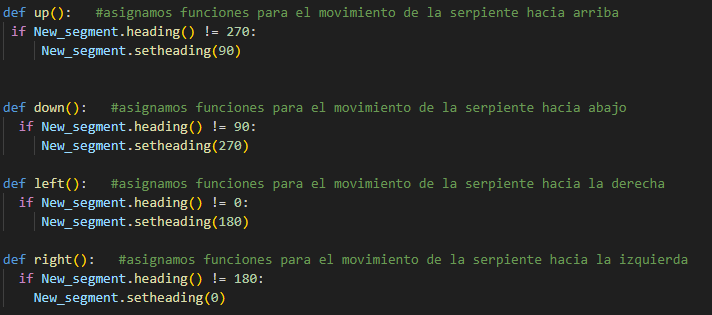 def up():   #asignamos funciones para el movimiento de la serpiente hacia arriba
 if New_segment.heading() != 270:
     New_segment.setheading(90)
def down():   #asignamos funciones para el movimiento de la serpiente hacia abajo
  if New_segment.heading() != 90:
     New_segment.setheading(270)
def left():   #asignamos funciones para el movimiento de la serpiente hacia la derecha
  if New_segment.heading() != 0:
     New_segment.setheading(180)
def right():   #asignamos funciones para el movimiento de la serpiente hacia la izquierda
  if New_segment.heading() != 180:
    New_segment.setheading(0)